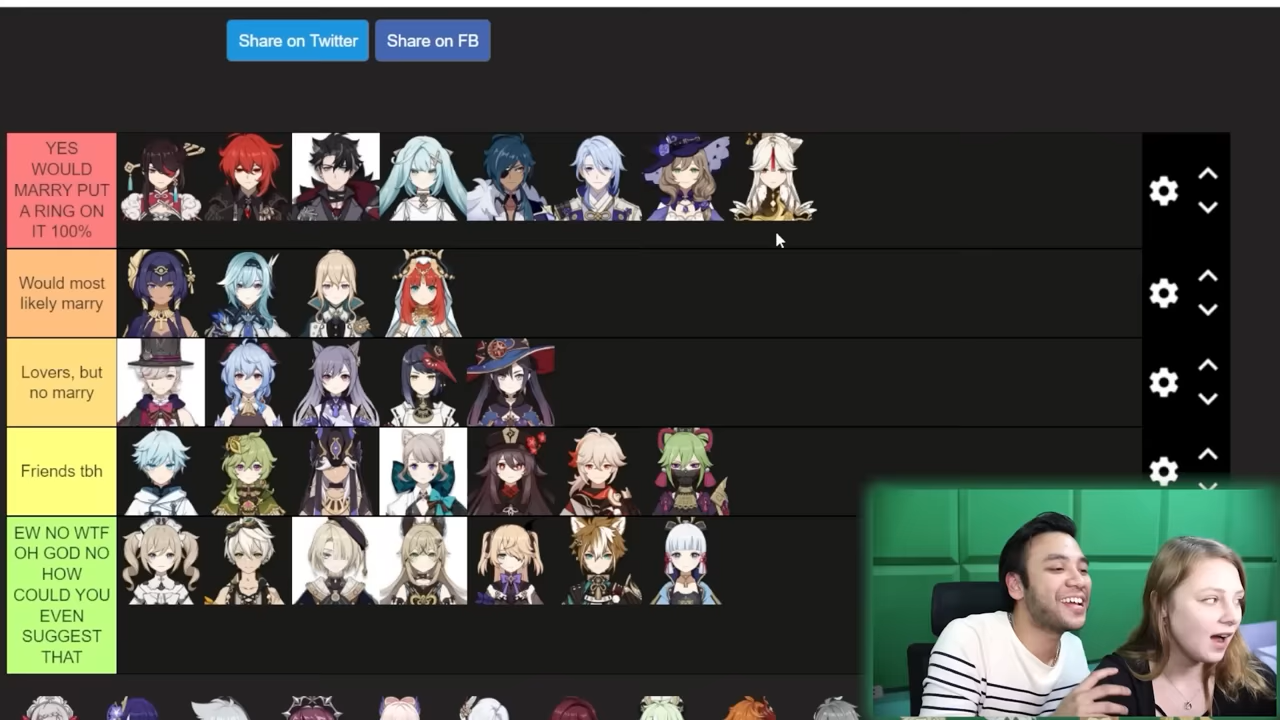 Share on Twitter
Share on FB
YES
WOULD
MARRY PUT
A RING ON
IT 100%
Would most
likely marry
Lovers, but
no marry
Friends tbh
EW NO WTF
OH GOD NO
HOW
COULD YOU
EVEN
SUGGEST
THAT